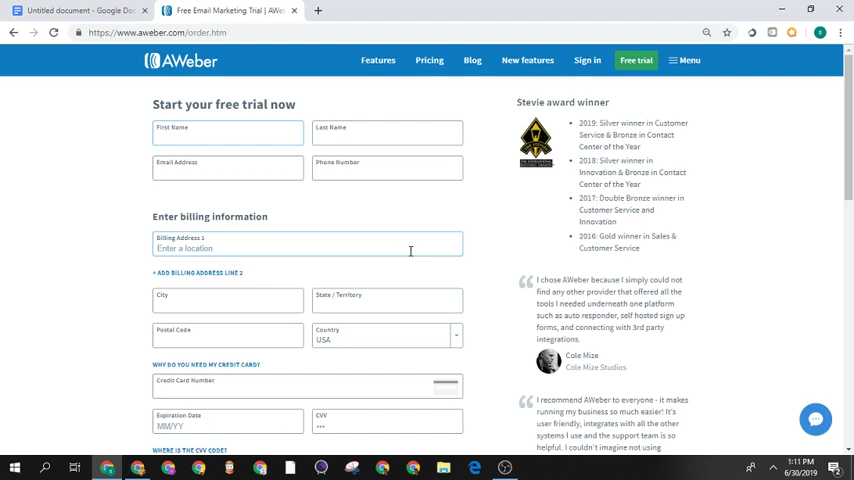 Untitled document - Google Doc
Free Email Marketing Trial | AWe
https://www.aweber.com/order.htm
AWeber
Features
Pricing
Blog
New features
Sign in
Free trial
Menu
Start your free trial now
First Name
Last Name
Email Address
Phone Number
Enter billing information
Billing Address 1
Enter a location
+ ADD BILLING ADDRESS LINE 2
City
State / Territory
Postal Code
Country
USA
WHY DO YOU NEED MY CREDIT CARD?
Credit Card Number
Expiration Date
MM/YY
CVV
WHERE IS THE CVV CODE?
Stevie award winner
2019: Silver winner in Customer
Service & Bronze in Contact
Center of the Year
2018: Silver winner in
Innovation & Bronze in Contact
Center of the Year
2017: Double Bronze winner in
Customer Service and
Innovation
2016: Gold winner in Sales &
Customer Service
I chose AWeber because I simply could not
find any other provider that offered all the
tools I needed underneath one platform
such as auto responder, self hosted sign up
forms, and connecting with 3rd party
integrations.
Cole Mize
Cole Mize Studios
I recommend AWeber to everyone - it makes
running my business so much easier! It's
user friendly, integrates with all the other
systems I use and the support team is so
helpful. I couldn't imagine not using
1:11 PM
6/30/2019